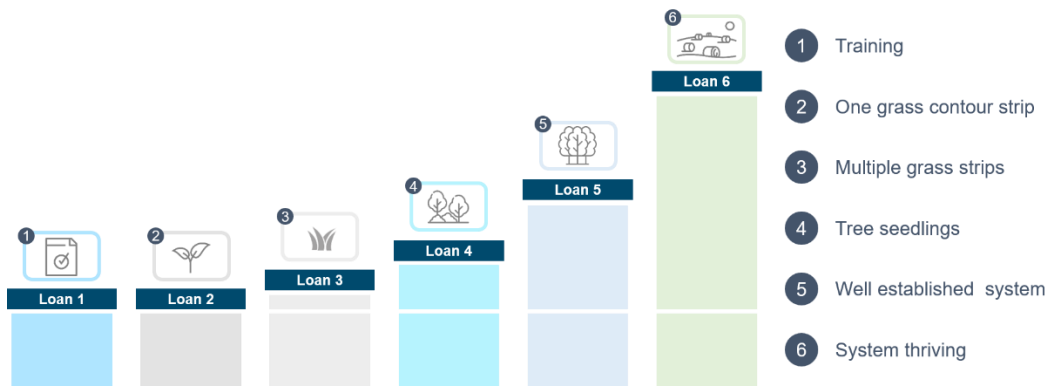 6
1 Training
Loan 6
2 One grass contour strip
5
3 Multiple grass strips
Loan 5
4
4 Tree seedlings
3
1
2
Loan 4
Loan 3
5 Well established system
Loan 1
Loan 2
6 System thriving